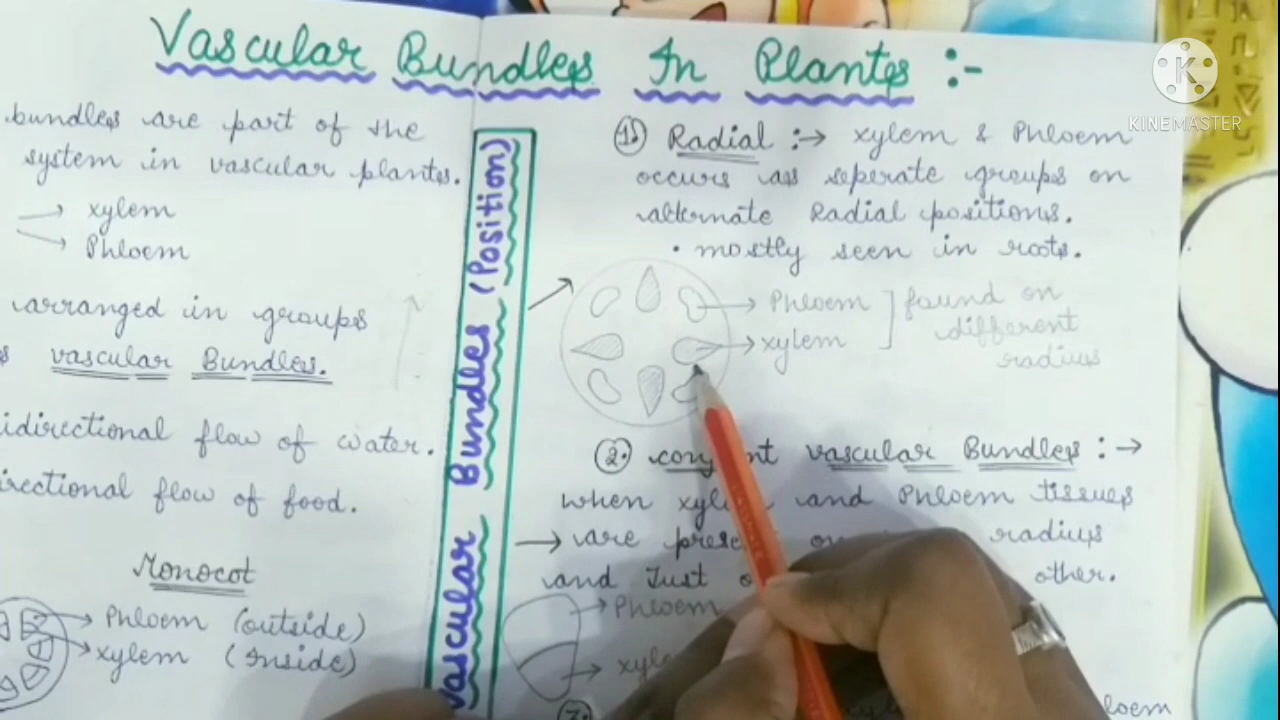 Vascular Bundles In Plants :-
KINEMASTER
bundles are part of the
system in vascular plants.
→ xylem
→ Phloem
arranged in groups
vascular Bundles.
idirectional flow of water.
irectional flow of food.
Monocot
→ Phloem (outside)
→ xylem (Inside)
Vascular Bundles (Position)
1. Radial :→ xylem & Phloem
occurs as seperate groups on
alternate Radial positions.
• mostly seen in roots.
→ Phloem ] found on
→ xylem different
radius
2. vascular Bundles :→
when and Phloem tissues
→ are radius
and Just other.
→ Phloem
→
3.
loem